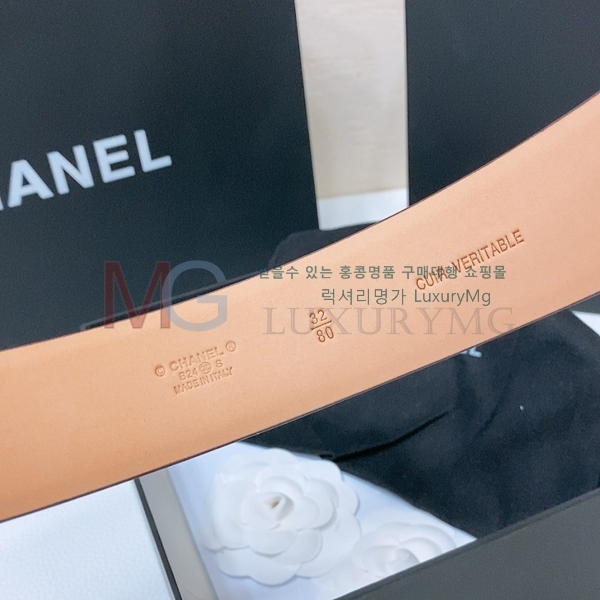 CHANEL
CUIR VERITABLE
MG
믿을수 있는 홍콩명품 구매대행 쇼핑몰
럭셔리명가 LuxuryMg
LUXURYMG
32
80
© CHANEL ®
S24 S
MADE IN ITALY